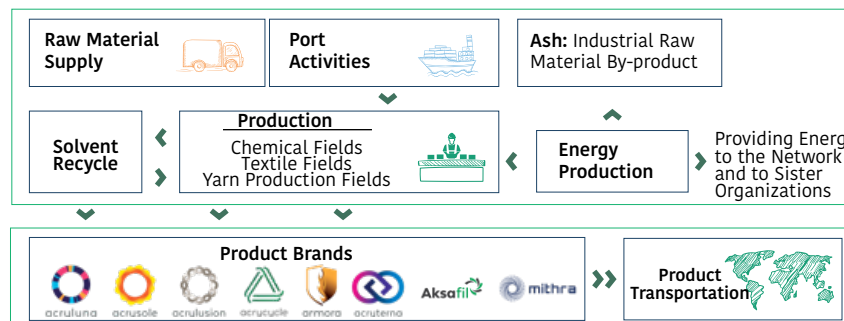 Raw Material
Supply
Port
Activities
Ash: Industrial Raw
Material By-product
Solvent
Recycle
Production
Chemical Fields
Textile Fields
Yarn Production Fields
Energy
Production
Providing Energ
to the Network
and to Sister
Organizations
Product Brands
acruluna
acrusole
acrulusion
acrycycle
armora
acruterna
Aksafil
mithra
Product
Transportation